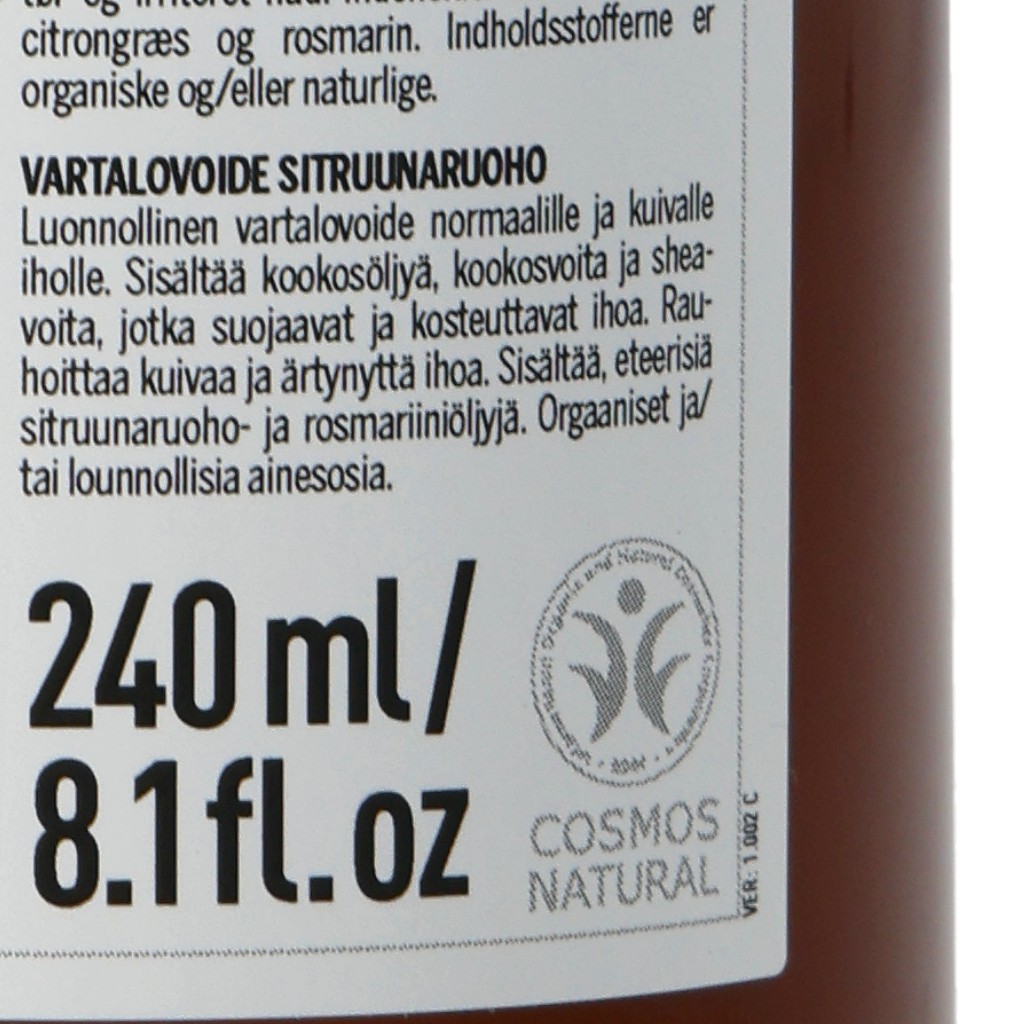 citrongræs og rosmarin. Indholdsstofferne er
organiske og/eller naturlige.
VARTALOVOIDE SITRUUNARUOHO
Luonnollinen vartalovoide normaalille ja kuivalle
iholle. Sisältää kookosöljyä, kookosvoita ja shea-
voita, jotka suojaavat ja kosteuttavat ihoa. Rau-
hoittaa kuivaa ja ärtynyttä ihoa. Sisältää, eteerisiä
sitruunaruoho- ja rosmariiniöljyjä. Orgaaniset ja/
tai lounnollisia ainesosia.
240 ml/
8.1 fl. oz
and Natural
COSMOS
NATURAL
VER: 1.002 C